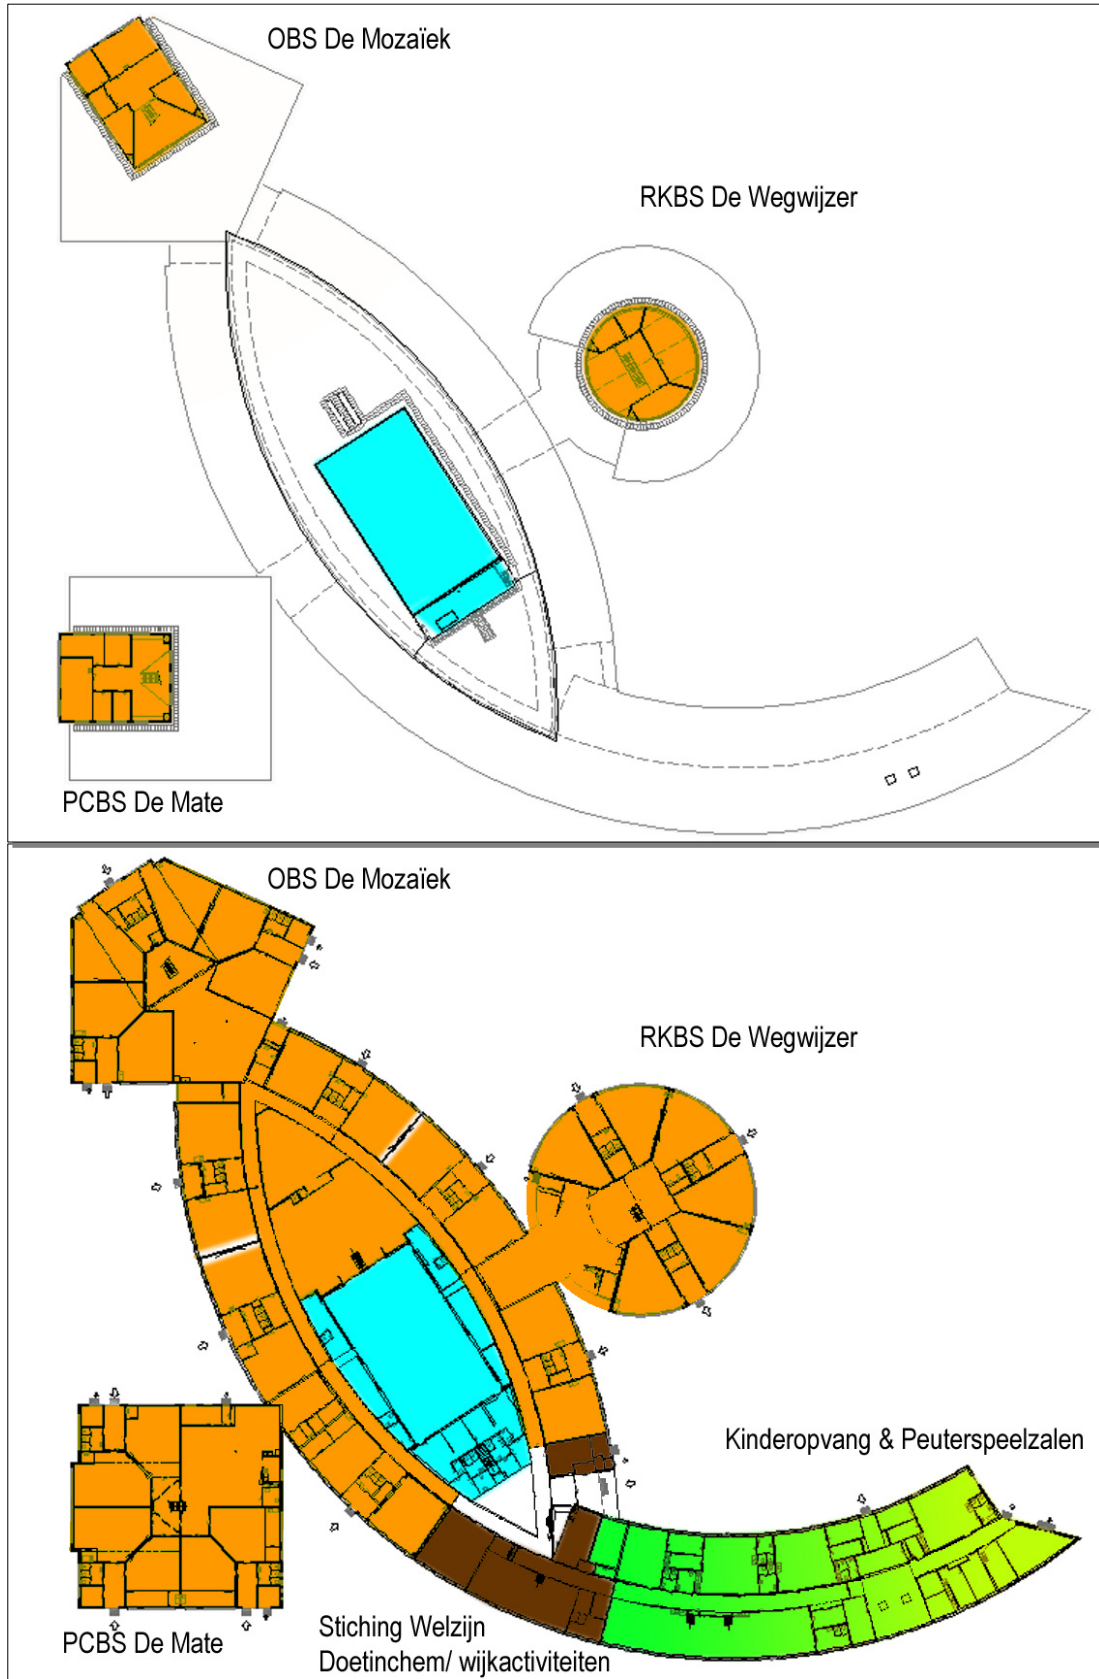 OBS De Mozaïek
RKBS De Wegwijzer
PCBS De Mate
OBS De Mozaïek
RKBS De Wegwijzer
Kinderopvang & Peuterspeelzalen
PCBS De Mate
Stiching Welzijn
Doetinchem/ wijkactiviteiten